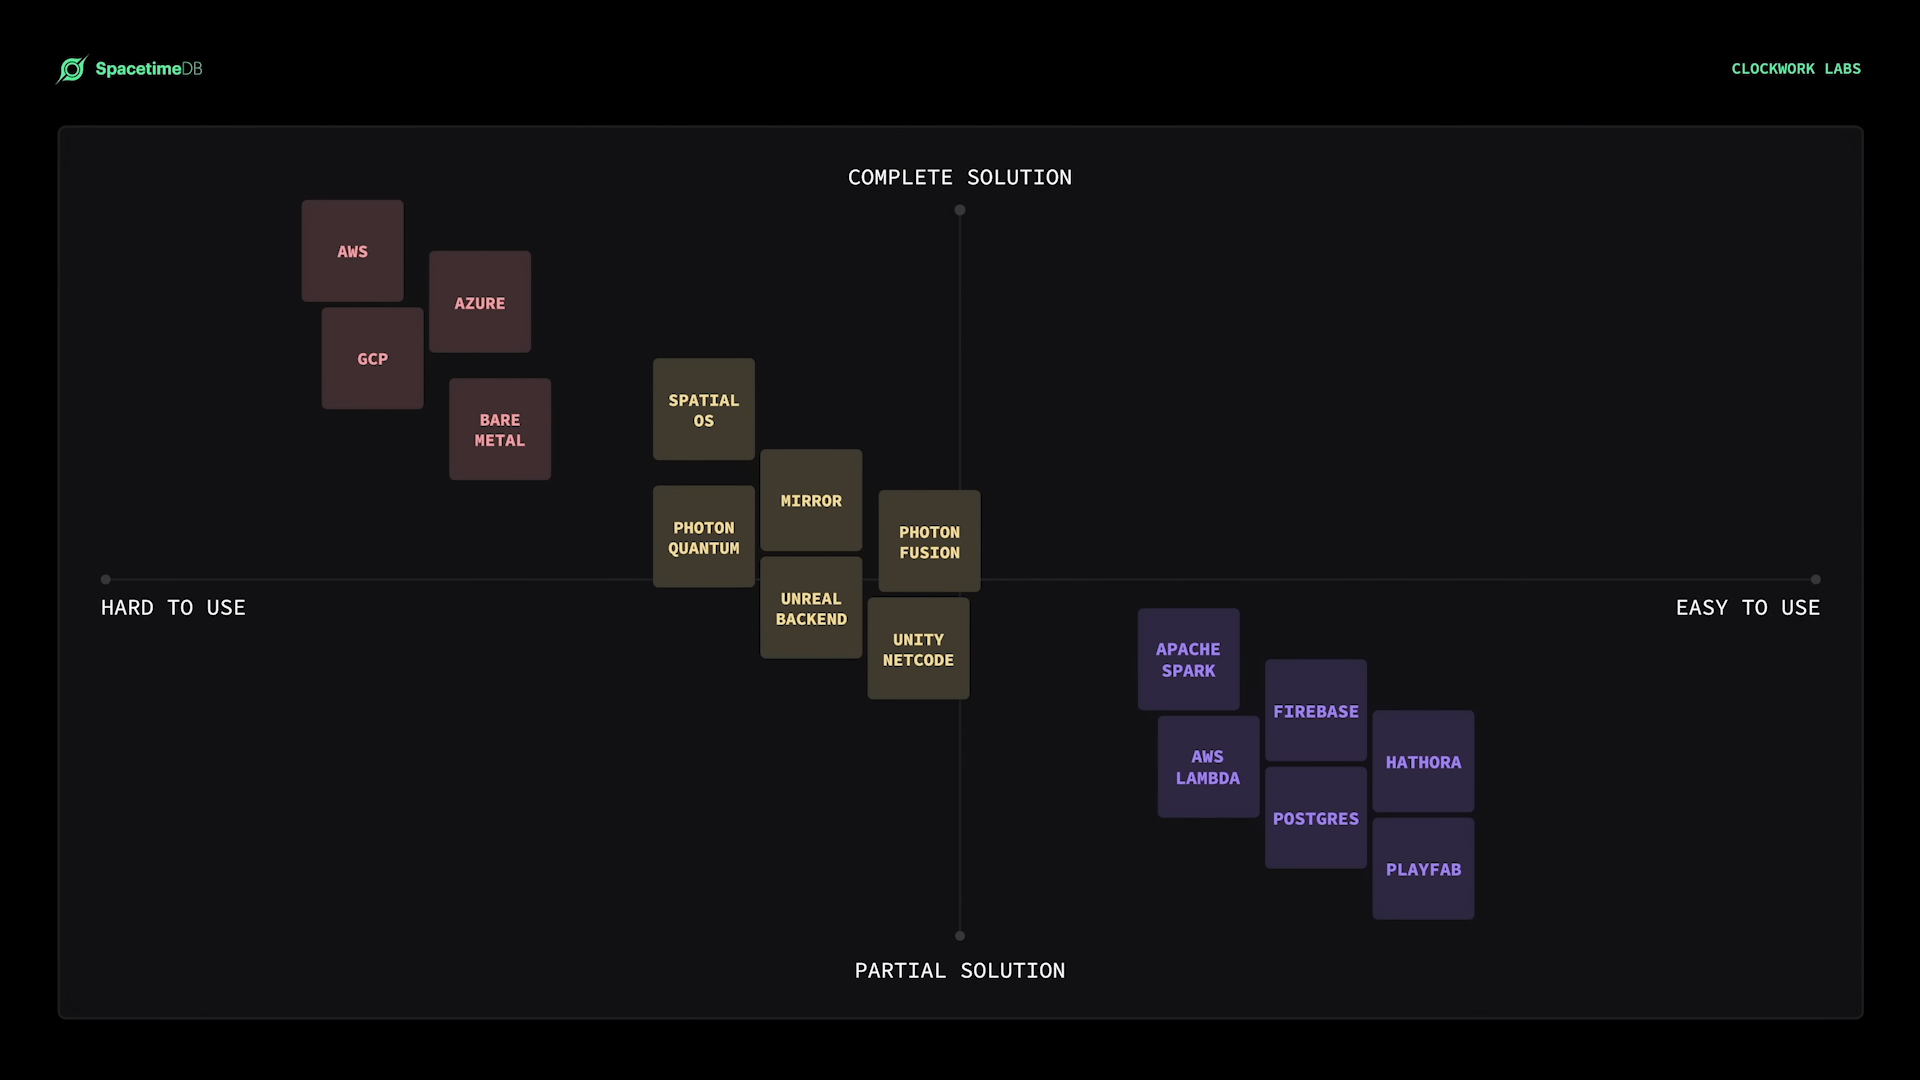 SpacetimeDB
CLOCKWORK LABS
COMPLETE SOLUTION
AWS
AZURE
GCP
BARE
METAL
SPATIAL
OS
MIRROR
PHOTON
QUANTUM
PHOTON
FUSION
UNREAL
BACKEND
UNITY
NETCODE
HARD TO USE
EASY TO USE
APACHE
SPARK
FIREBASE
AWS
LAMBDA
HATHORA
POSTGRES
PLAYFAB
PARTIAL SOLUTION